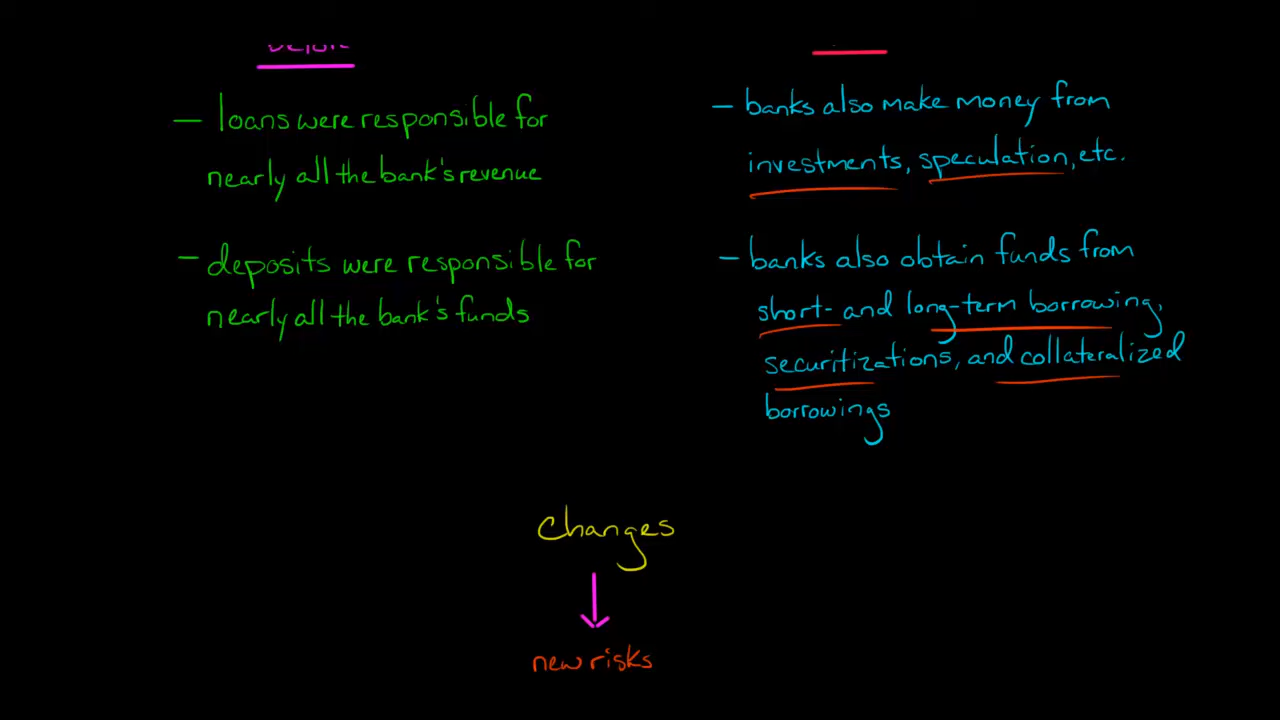 — loans were responsible for
nearly all the bank's revenue
— deposits were responsible for
nearly all the bank's funds
— banks also make money from
investments, speculation, etc.
— banks also obtain funds from
short- and long-term borrowing,
securitizations, and collateralized
borrowings
changes
new risks